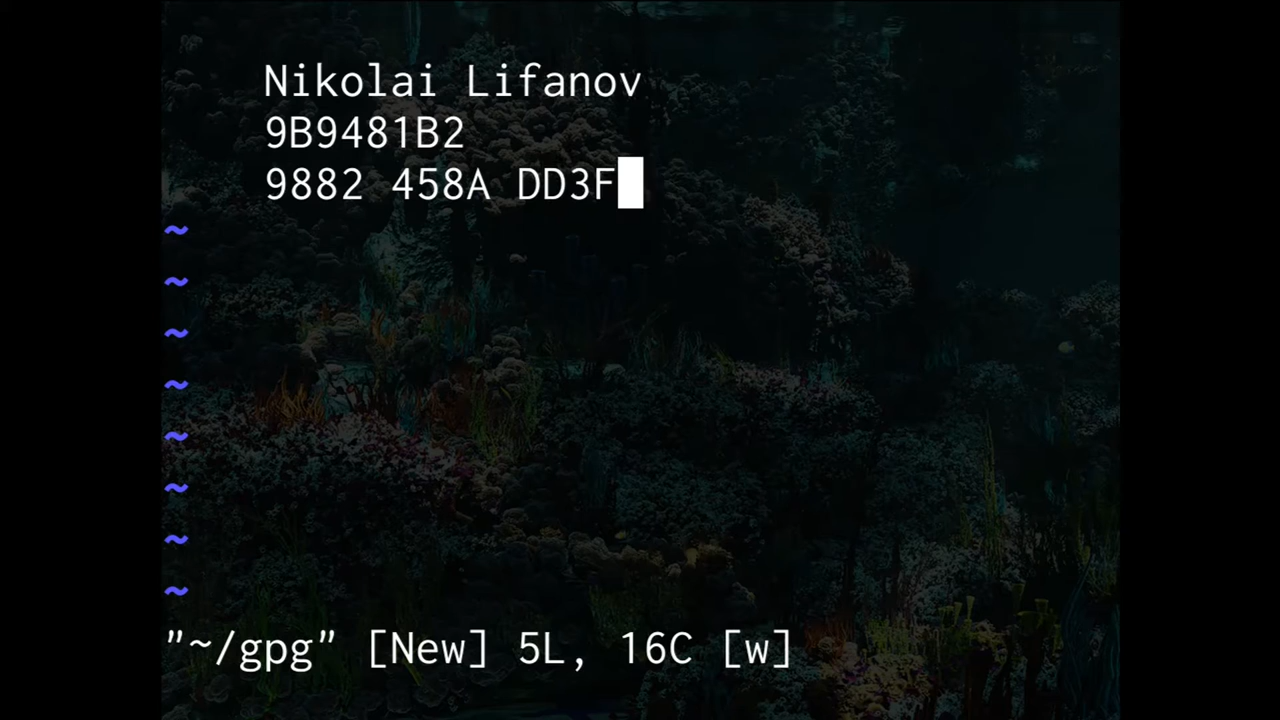 Nikolai Lifanov
9B9481B2
9882 458A DD3F
~
~
~
~
~
~
~
~
"~/gpg" [New] 5L, 16C [w]